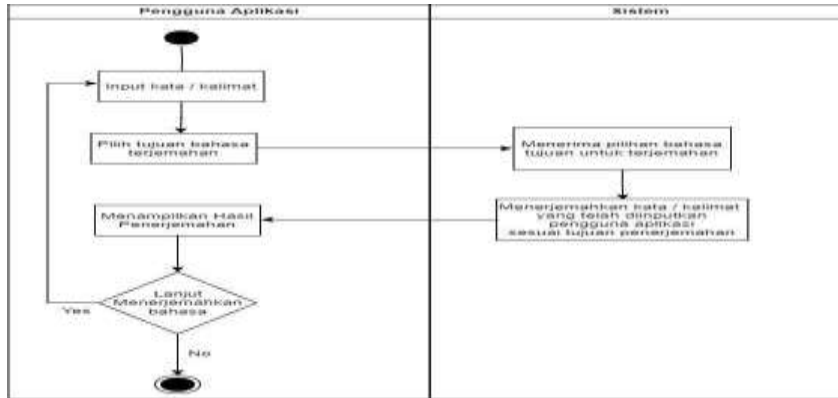 Pengguna Aplikasi
Sistem
Input kata / kalimat
Pilih tujuan bahasa
terjemahan
Menerima pilihan bahasa
tujuan untuk terjemahan
Menerjemahkan kata / kalimat
yang telah diinputkan
pengguna aplikasi
sesuai tujuan penerjemahan
Menampilkan Hasil
Penerjemahan
Lanjut
Menerjemahkan
bahasa
Yes
No